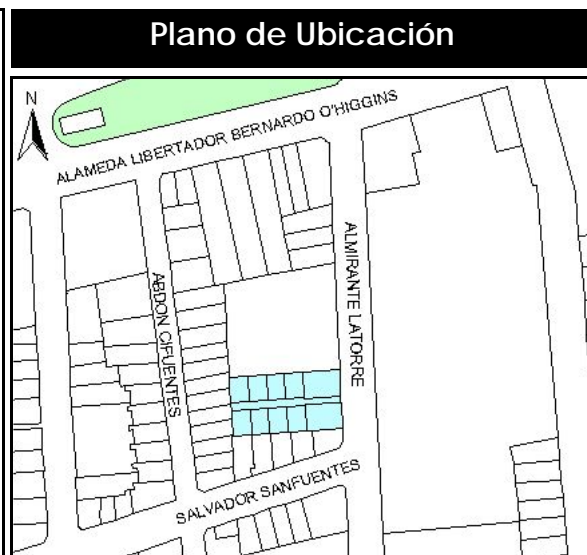 Plano de Ubicación
N
ALAMEDA LIBERTADOR BERNARDO O'HIGGINS
ABDON CIFUENTES
ALMIRANTE LATORRE
SALVADOR SANFUENTES